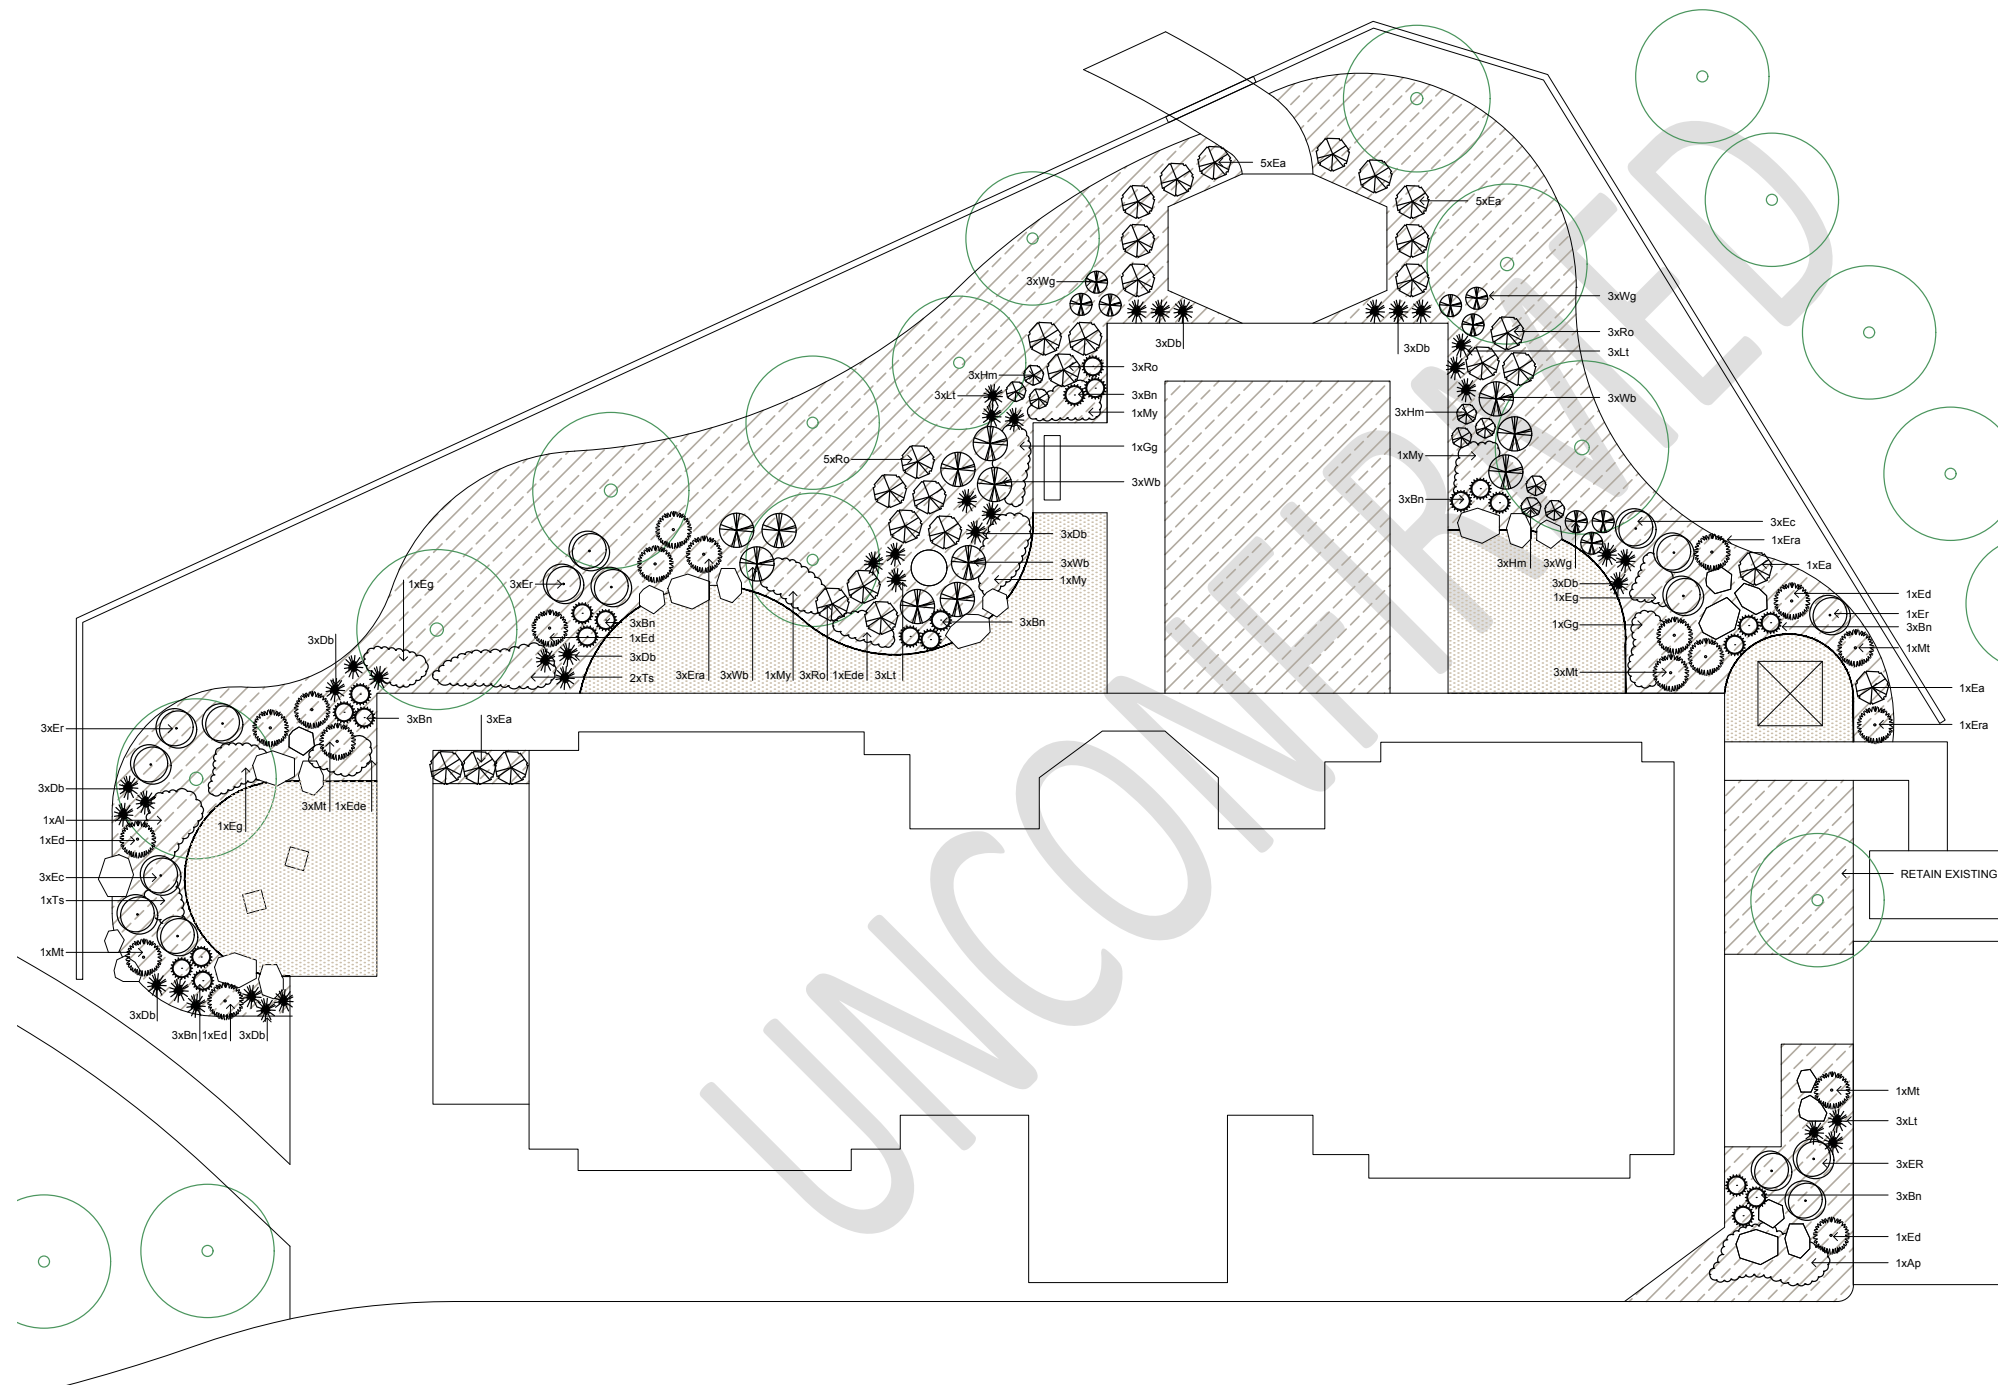 5xEa
5xEa
3xWg
3xWg
3xRo
3xDb
3xDb
3xLt
3xRo
3xHm
3xBn
3xLt
3xWb
1xMy
3xHm
1xGg
1xMy
5xRo
3xWb
3xBn
3xDb
3xEc
1xEra
3xHm
3xWg
1xEa
3xWb
3xDb
1xMy
1xEg
1xEd
1xEg
3xEr
1xEr
3xBn
3xBn
1xGg
3xBn
1xEd
3xDb
1xMt
3xDb
2xTs
3xEra
3xWb
1xMy
3xRo
1xEde
3xLt
3xMt
1xEa
3xBn
3xEa
3xEr
1xEra
3xDb
3xMt
1xEde
1xAl
1xEg
1xEd
3xEc
1xTs
RETAIN EXISTING
1xMt
3xDb
3xBn
1xEd
3xDb
1xMt
3xLt
3xER
3xBn
1xEd
1xAp
UNCONFIRMED